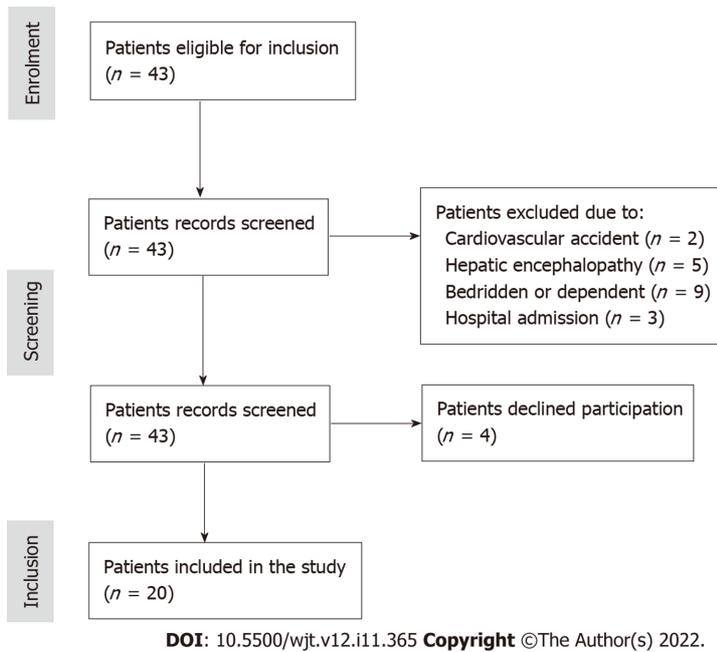 Enrolment
Patients eligible for inclusion
(n = 43)
Patients records screened
(n = 43)
Patients excluded due to:
Cardiovascular accident (n = 2)
Hepatic encephalopathy (n = 5)
Bedridden or dependent (n = 9)
Hospital admission (n = 3)
Screening
Patients records screened
(n = 43)
Patients declined participation
(n = 4)
Inclusion
Patients included in the study
(n = 20)
DOI: 10.5500/wjt.v12.i11.365 Copyright ©The Author(s) 2022.